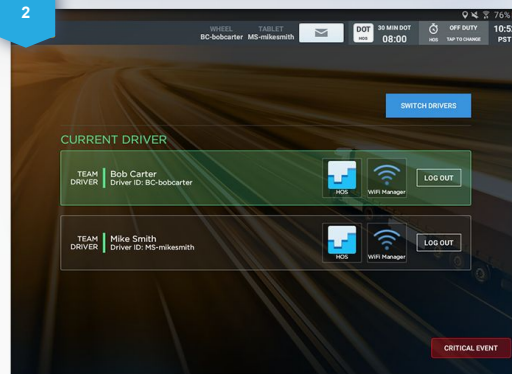 2
76%
WHEEL
BC-bobcarter
TABLET
MS-mikesmith
DOT
HOS
30 MIN DOT
08:00
HOS
OFF DUTY
TAP TO CHANGE
PST
SWITCH DRIVERS
CURRENT DRIVER
TEAM
DRIVER
Bob Carter
Driver ID: BC-bobcarter
HOS
WiFi Manager
LOG OUT
TEAM
DRIVER
Mike Smith
Driver ID: MS-mikesmith
HOS
WiFi Manager
LOG OUT
CRITICAL EVENT